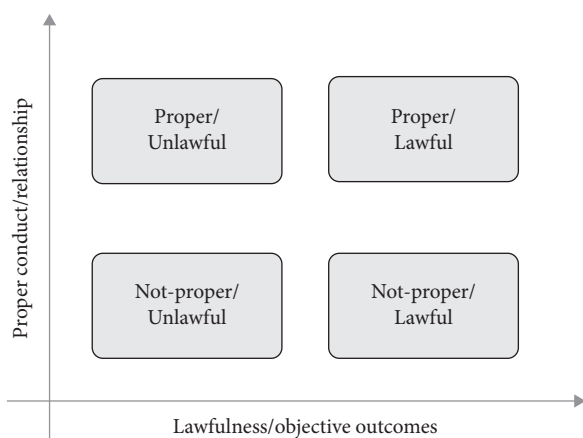 Proper conduct/relationship
Proper/
Unlawful
Proper/
Lawful
Not-proper/
Unlawful
Not-proper/
Lawful
Lawfulness/objective outcomes